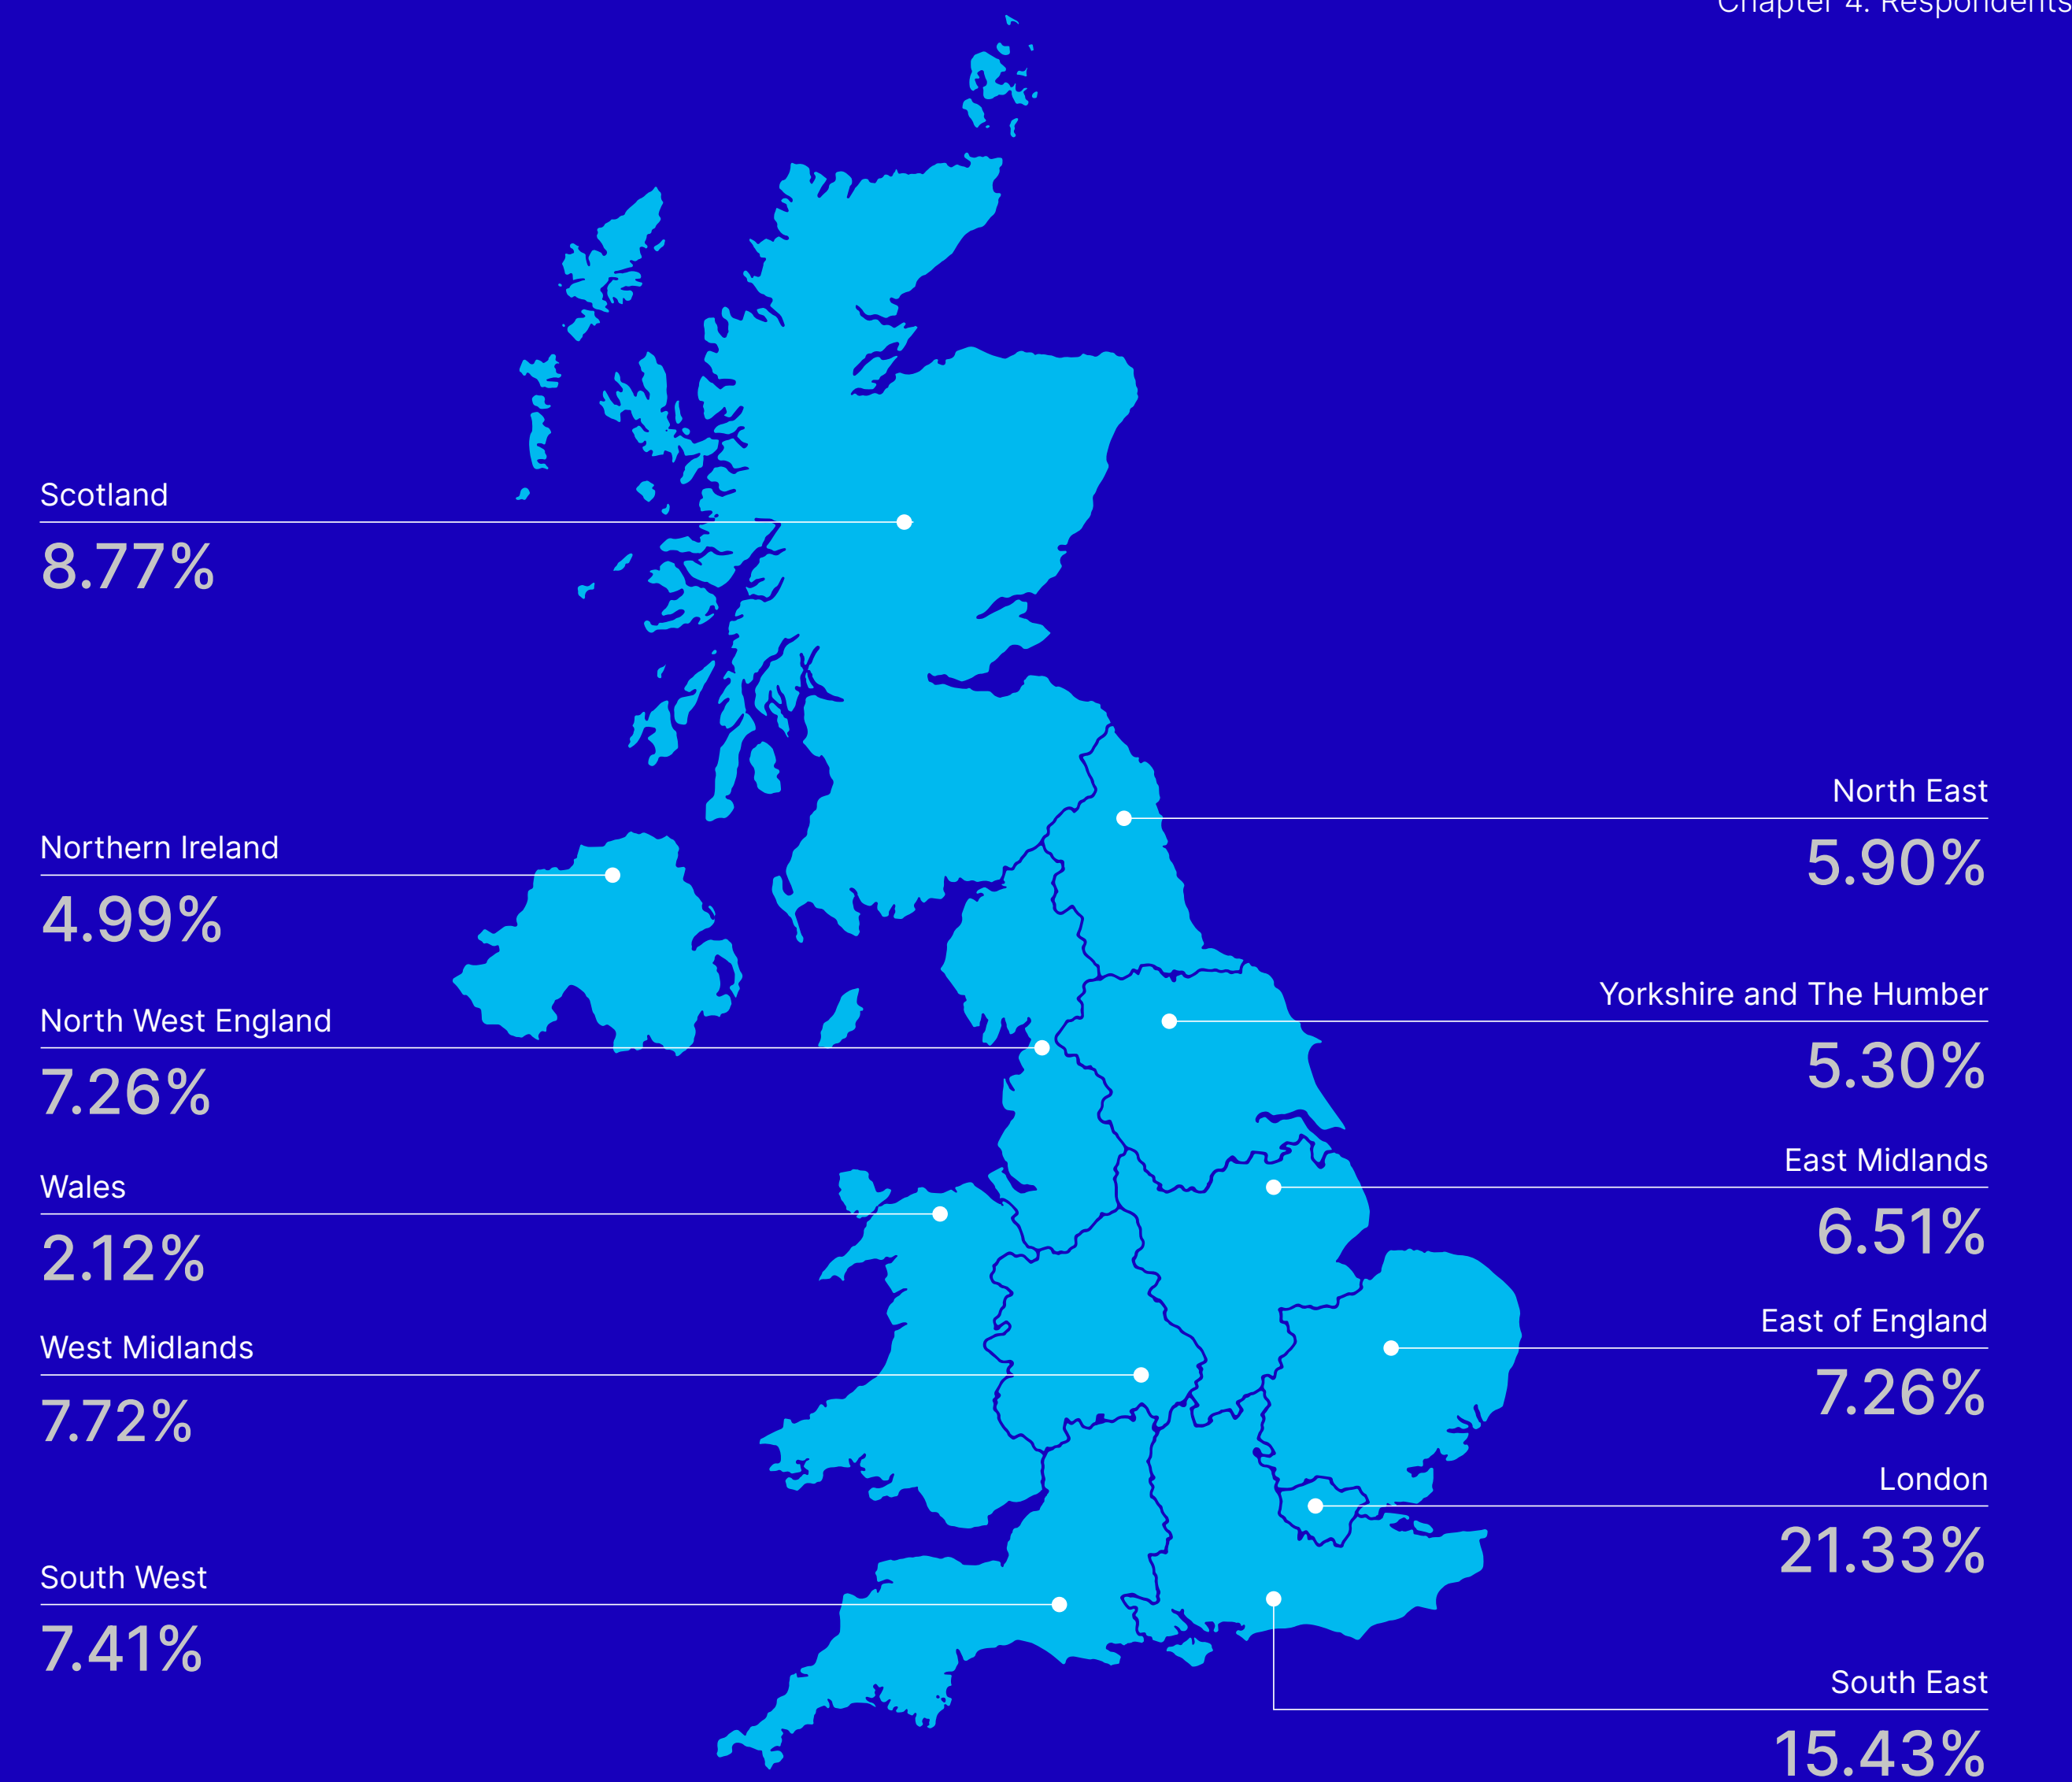 Chapter 4: Respondents
Scotland
8.77%
Northern Ireland
4.99%
North West England
7.26%
Wales
2.12%
West Midlands
7.72%
South West
7.41%
North East
5.90%
Yorkshire and The Humber
5.30%
East Midlands
6.51%
East of England
7.26%
London
21.33%
South East
15.43%